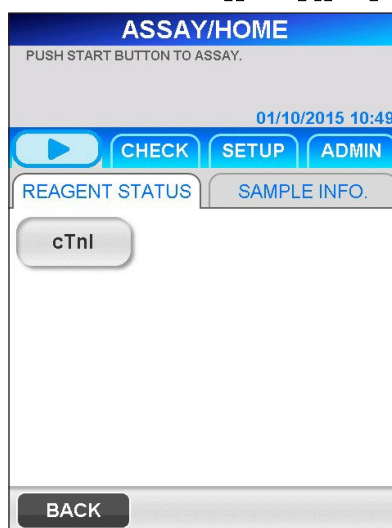 ASSAY/HOME
PUSH START BUTTON TO ASSAY.
01/10/2015 10:49
CHECK SETUP ADMIN
REAGENT STATUS SAMPLE INFO.
cTnI
BACK